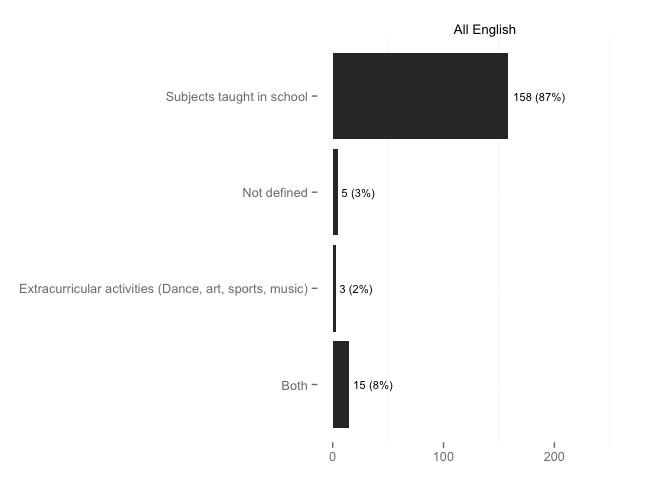 All English
Subjects taught in school
158 (87%)
Not defined
5 (3%)
Extracurricular activities (Dance, art, sports, music)
3 (2%)
Both
15 (8%)
0 100 200